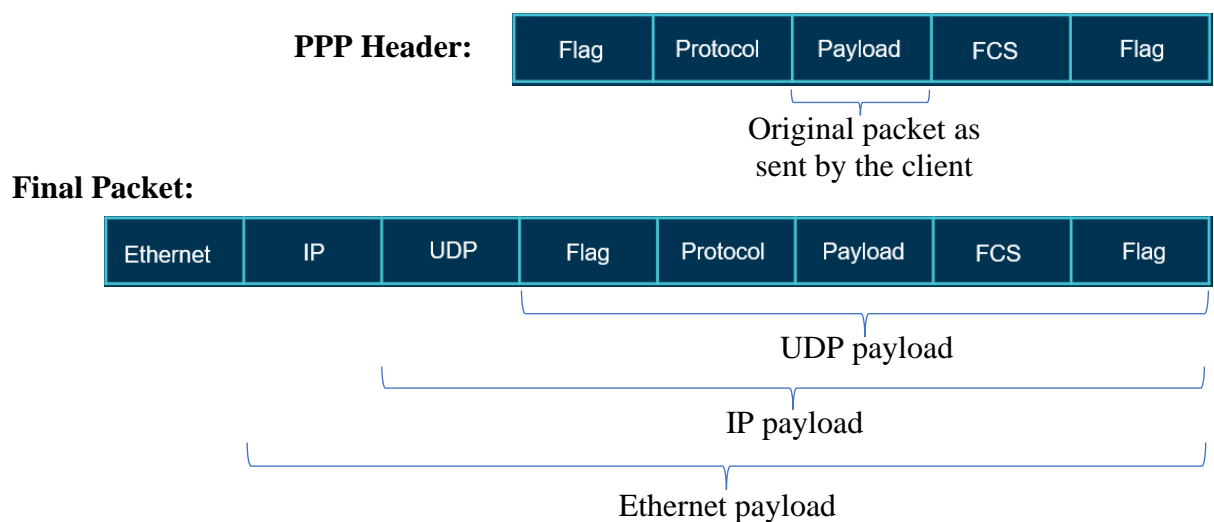 PPP Header:
Flag Protocol Payload FCS Flag
Original packet as
sent by the client
Final Packet:
Ethernet IP UDP Flag Protocol Payload FCS Flag
UDP payload
IP payload
Ethernet payload